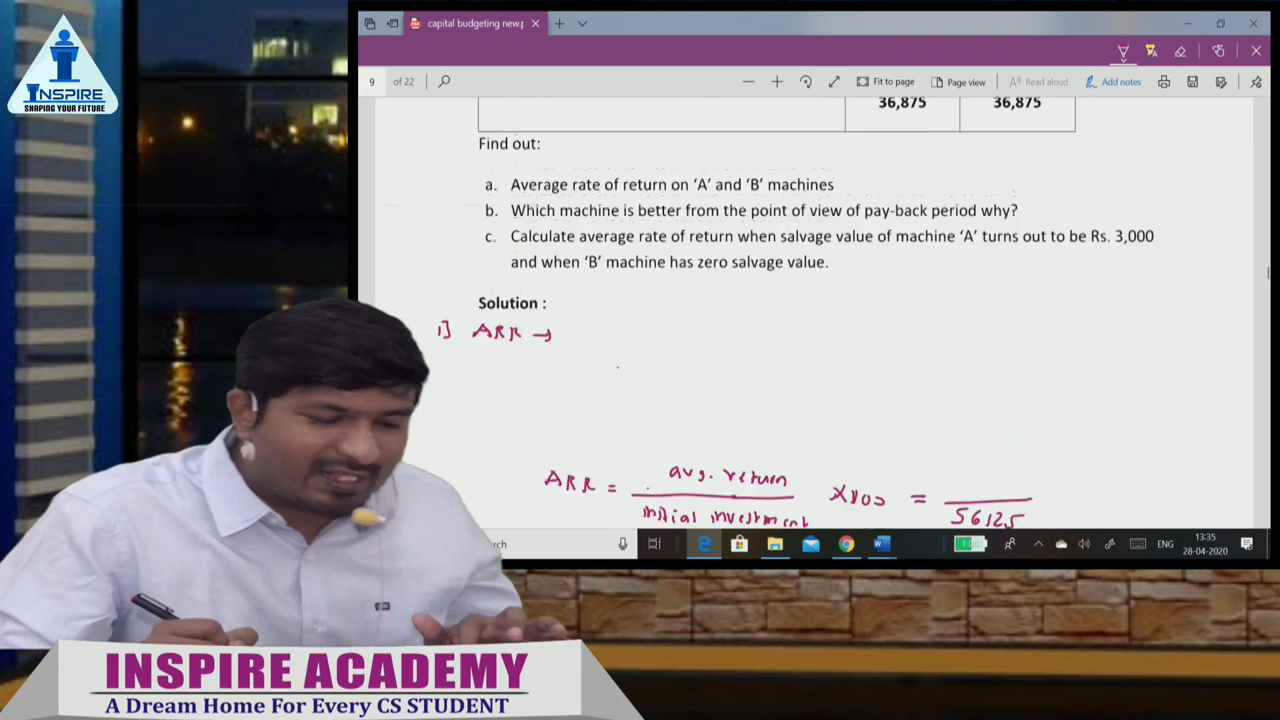 INSPIRE
SHAPING YOUR FUTURE
capital budgeting new.p
9 of 22
Fit to page
Page view
Read aloud
Add notes
36,875 36,875
Find out:
a. Average rate of return on ‘A’ and ‘B’ machines
b. Which machine is better from the point of view of pay-back period why?
c. Calculate average rate of return when salvage value of machine ‘A’ turns out to be Rs. 3,000
and when ‘B’ machine has zero salvage value.
Solution :
1] ARR →
ARR = avg. return ×100 =
initial investment 56125
rch
ENG
13:35
28-04-2020
INSPIRE ACADEMY
A Dream Home For Every CS STUDENT